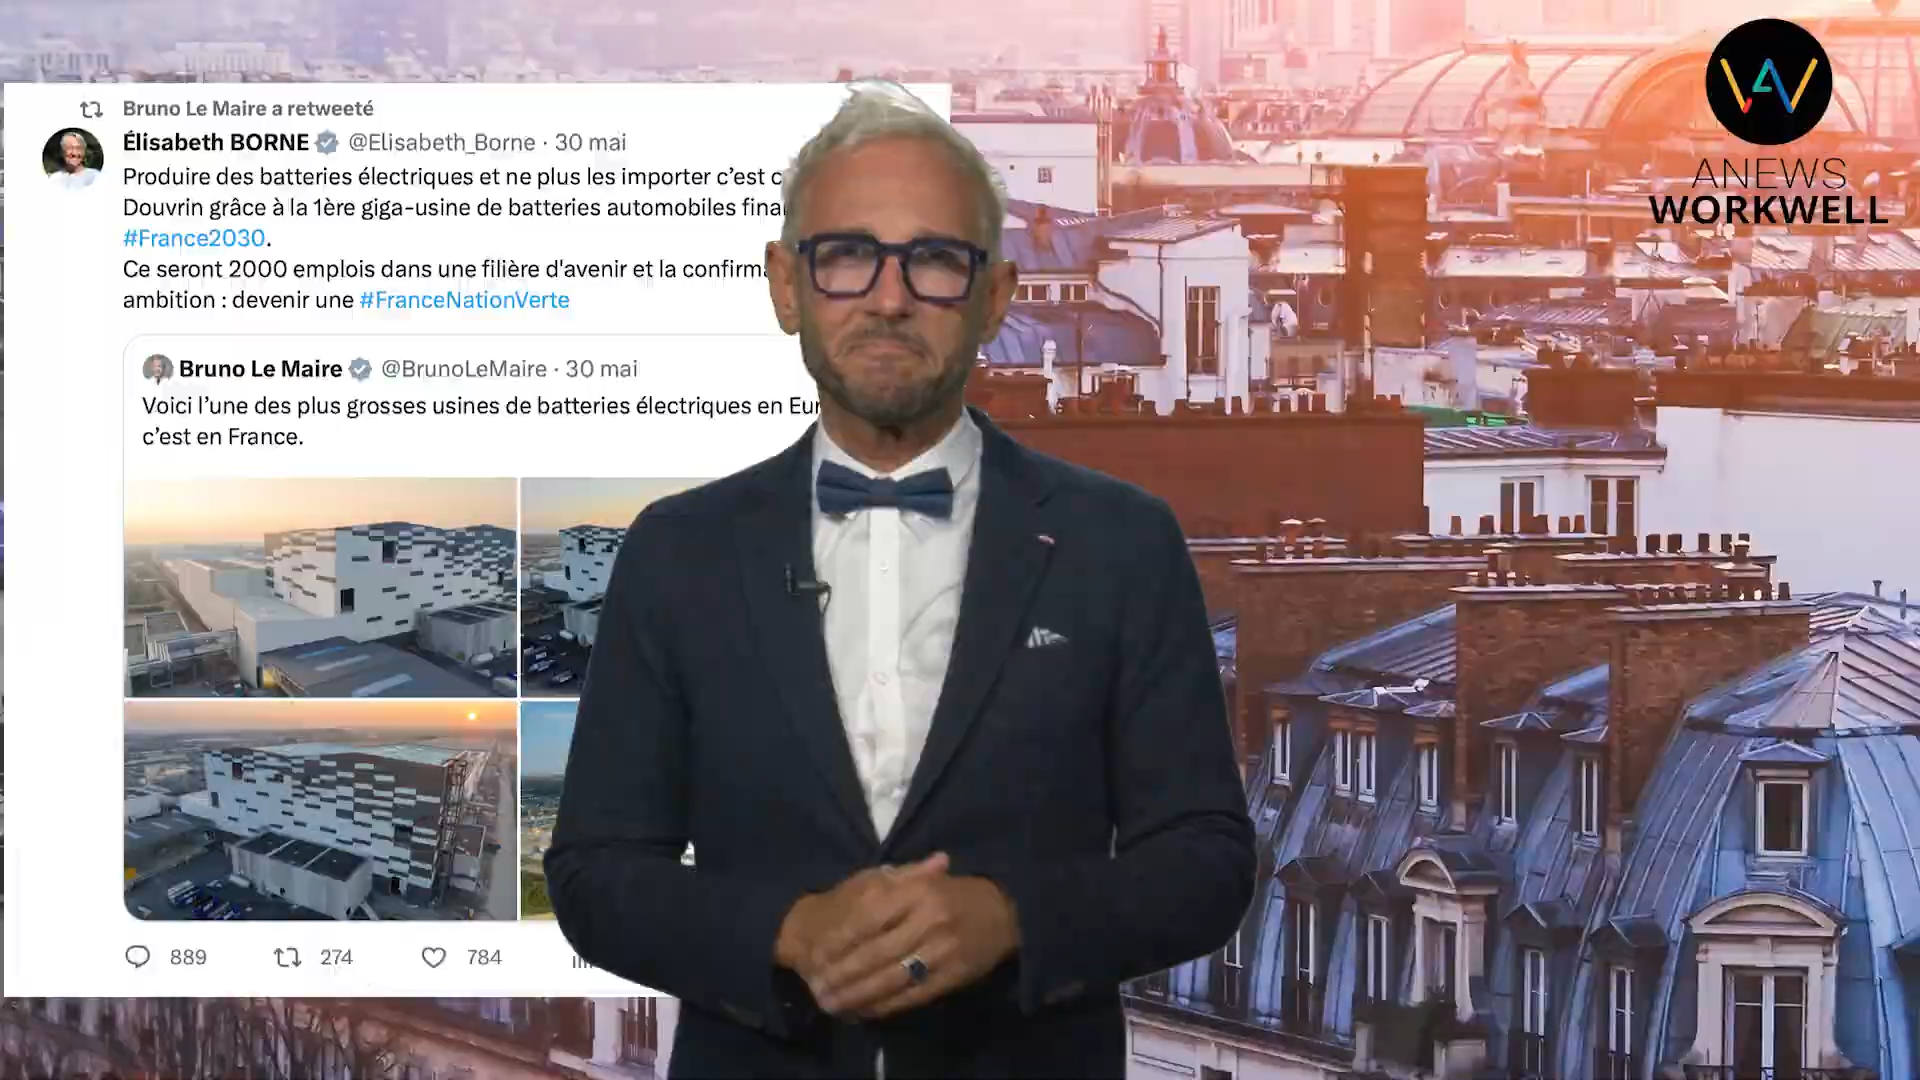 Bruno Le Maire a retweeté
Élisabeth BORNE @Elisabeth_Borne · 30 mai
Produire des batteries électriques et ne plus les importer c’est
Douvrin grâce à la 1ère giga-usine de batteries automobiles
#France2030.
Ce seront 2000 emplois dans une filière d'avenir et la
ambition : devenir une #FranceNationVerte
Bruno Le Maire @BrunoLeMaire · 30 mai
Voici l’une des plus grosses usines de batteries électriques en
c’est en France.
889 274 784
ANEWS
WORKWELL